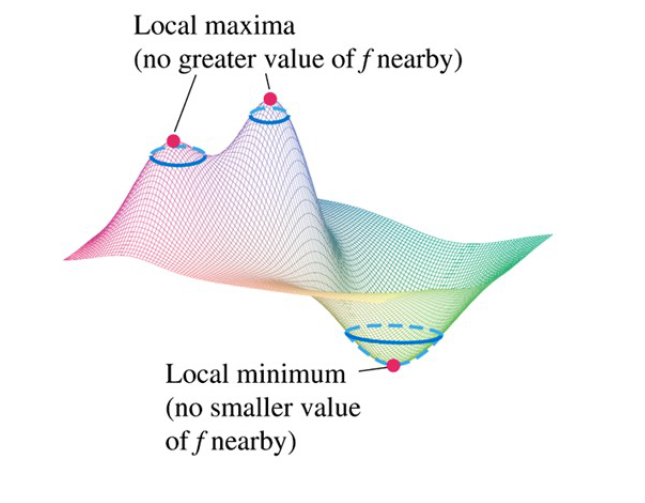 Local maxima
(no greater value of f nearby)
Local minimum
(no smaller value
of f nearby)